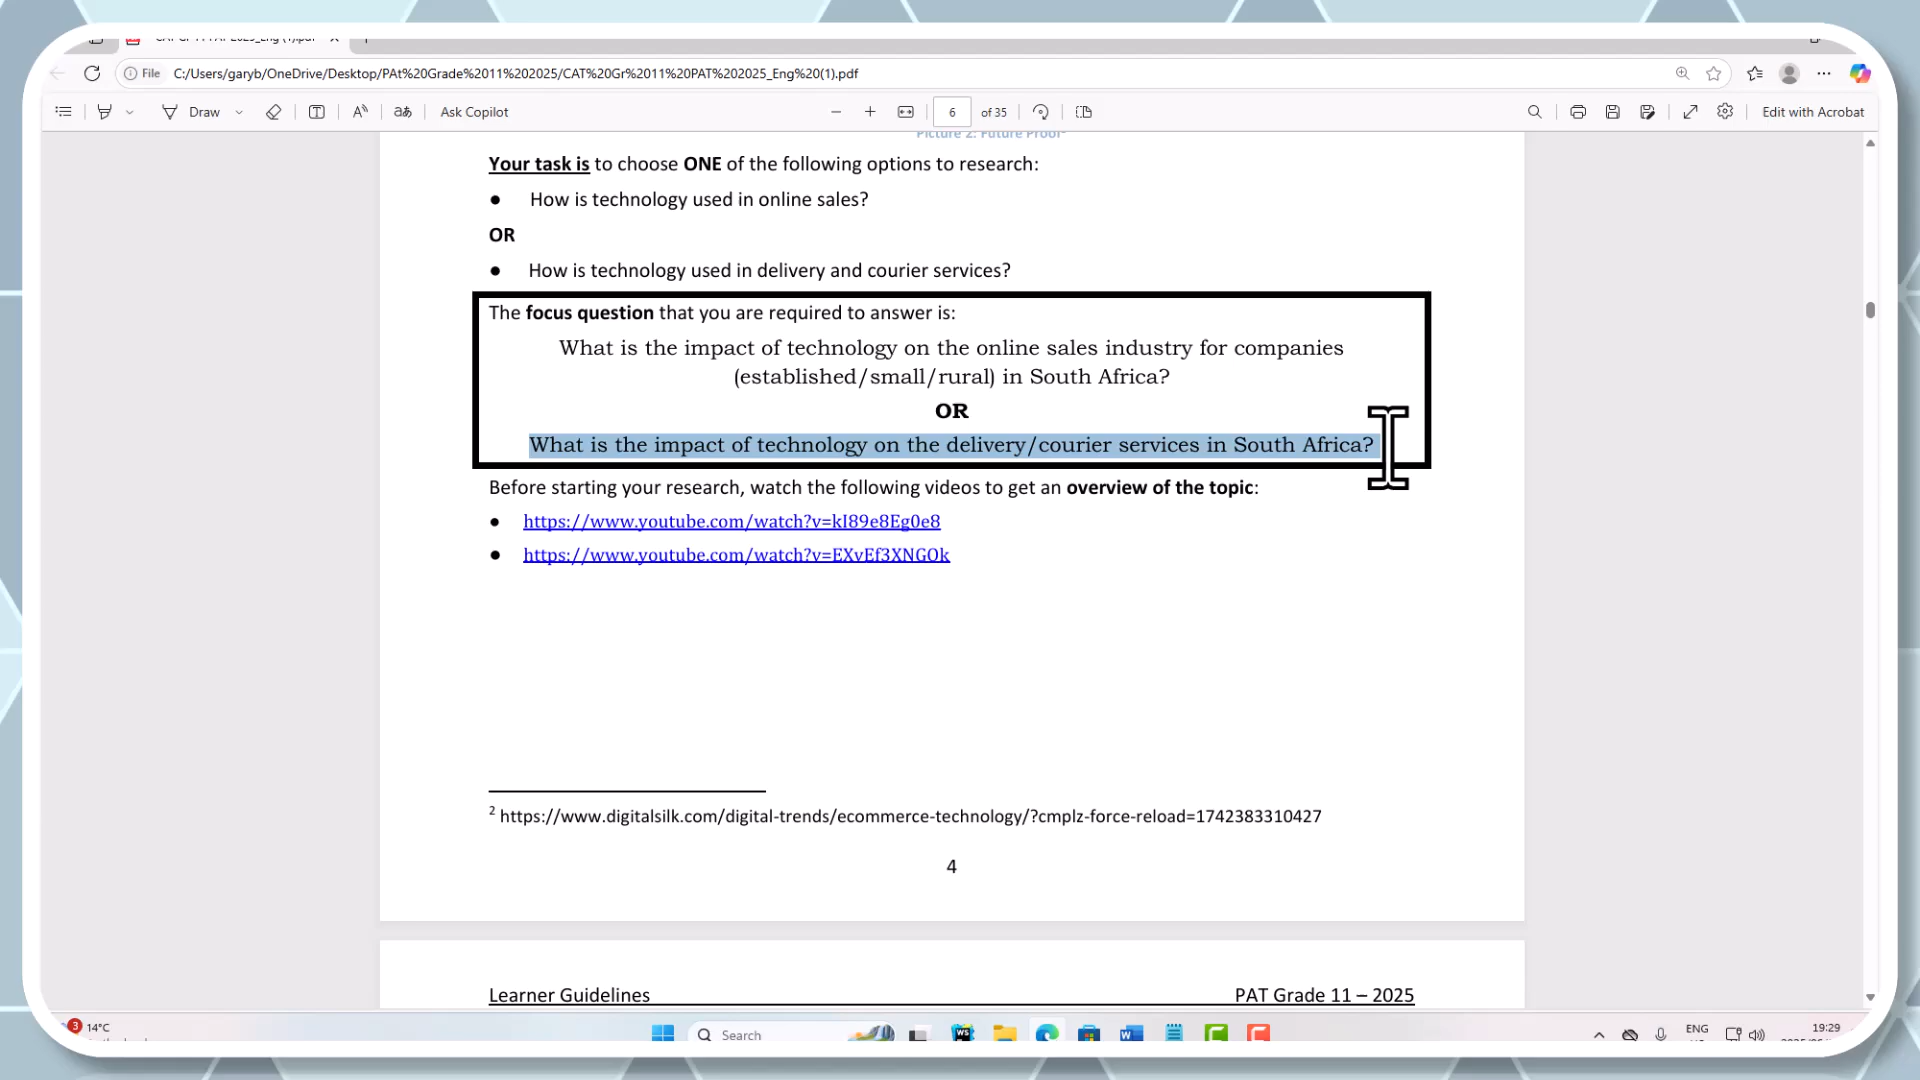 File C:/Users/garyb/OneDrive/Desktop/PAt%20Grade%2011%202025/CAT%20Gr%2011%20PAT%202025_Eng%20(1).pdf
Draw Ask Copilot 6 of 35 Edit with Acrobat
Picture 2: Future Proof²
Your task is to choose ONE of the following options to research:
● How is technology used in online sales?
OR
● How is technology used in delivery and courier services?
The focus question that you are required to answer is:
What is the impact of technology on the online sales industry for companies
(established/small/rural) in South Africa?
OR
What is the impact of technology on the delivery/courier services in South Africa?
Before starting your research, watch the following videos to get an overview of the topic:
● https://www.youtube.com/watch?v=kI89e8Eg0e8
● https://www.youtube.com/watch?v=EXvEf3XNGOk
2 https://www.digitalsilk.com/digital-trends/ecommerce-technology/?cmplz-force-reload=1742383310427
4
Learner Guidelines PAT Grade 11 – 2025
3 14°C Search ENG 19:29